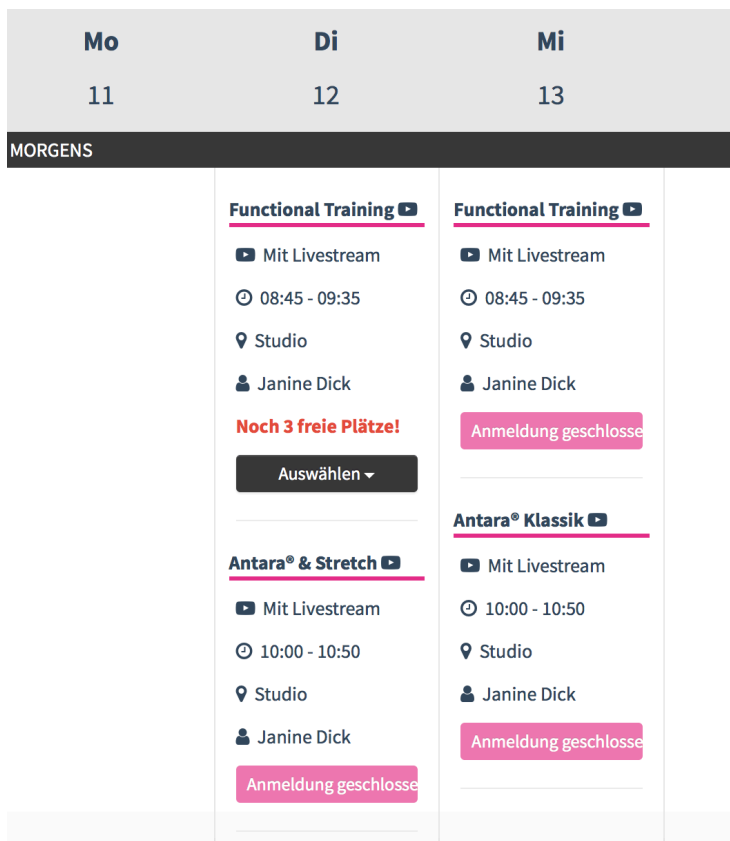 Mo
Di
Mi
11
12
13
MORGENS
Functional Training
Mit Livestream
08:45 - 09:35
Studio
Janine Dick
Noch 3 freie Plätze!
Auswählen
Antara® & Stretch
Mit Livestream
10:00 - 10:50
Studio
Janine Dick
Anmeldung geschlosse
Functional Training
Mit Livestream
08:45 - 09:35
Studio
Janine Dick
Anmeldung geschlosse
Antara® Klassik
Mit Livestream
10:00 - 10:50
Studio
Janine Dick
Anmeldung geschlosse